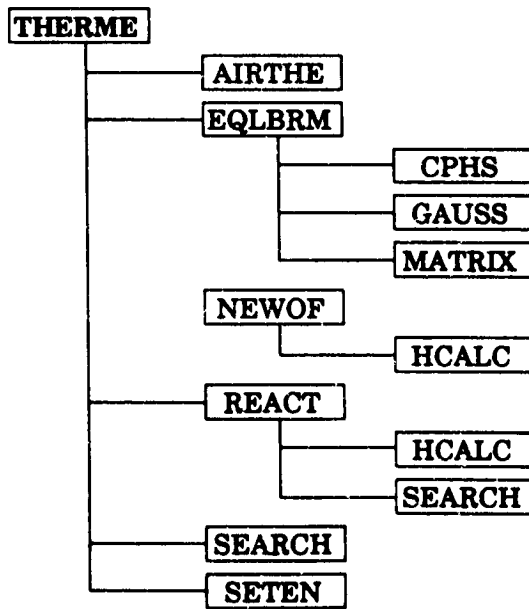 THERME
AIRTHE
EQLBRM
CPHS
GAUSS
MATRIX
NEWOF
HCALC
REACT
HCALC
SEARCH
SEARCH
SETEN